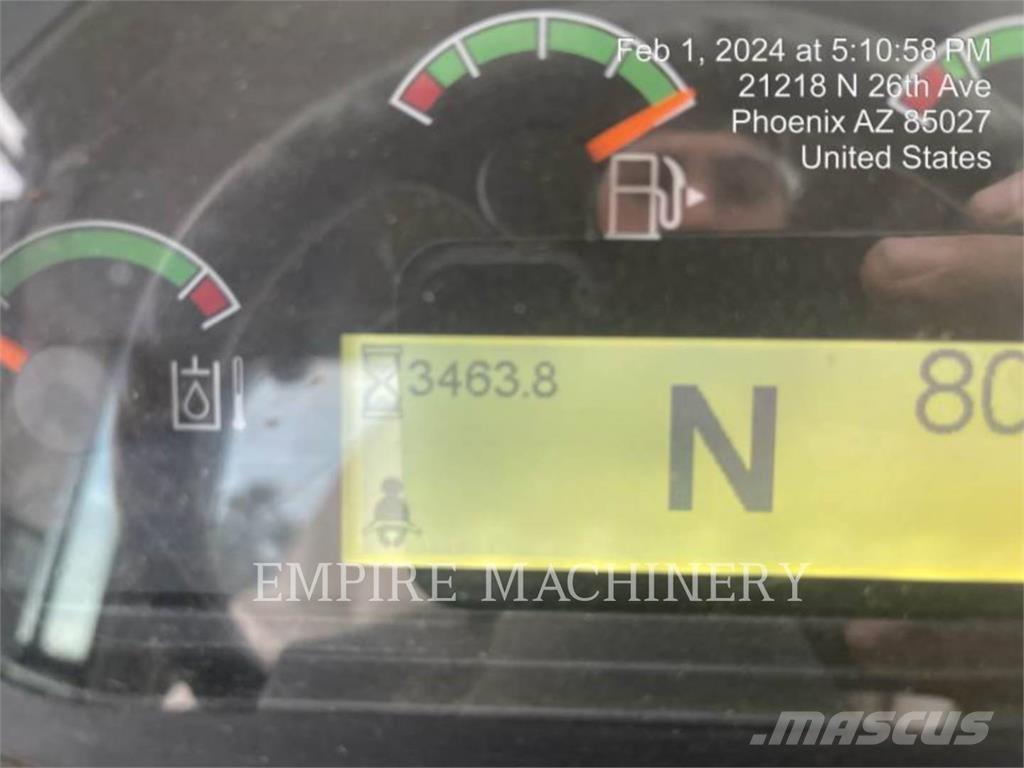 Feb 1, 2024 at 5:10:58 PM
21218 N 26th Ave
Phoenix AZ 85027
United States
3463.8
N
80
EMPIRE MACHINERY
MASCUS